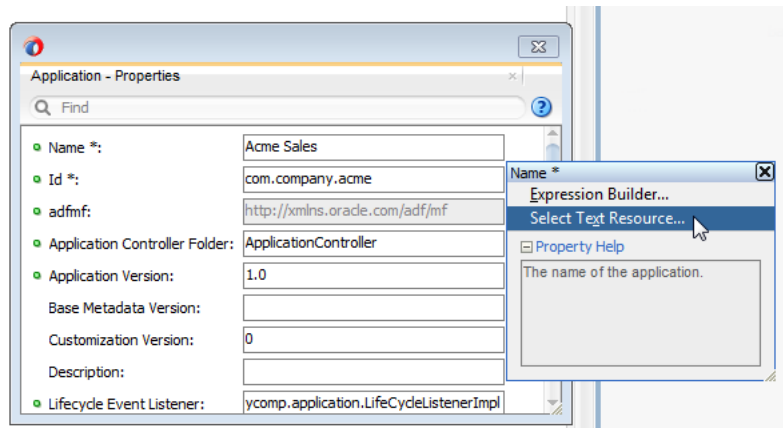 Application - Properties
Find
Name *: Acme Sales
Id *: com.company.acme
adfmf: http://xmlns.oracle.com/adf/mf
Application Controller Folder: ApplicationController
Application Version: 1.0
Base Metadata Version:
Customization Version: 0
Description:
Lifecycle Event Listener: ycomp.application.LifeCycleListenerImpl
Name *
Expression Builder...
Select Text Resource...
Property Help
The name of the application.